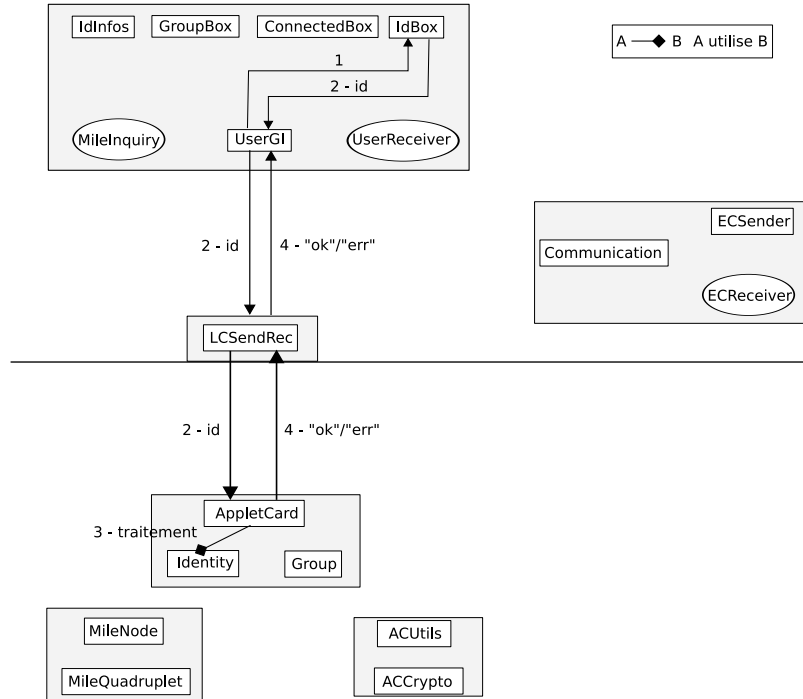 IdInfos
GroupBox
ConnectedBox
IdBox
A B A utilise B
1
2 - id
MileInquiry
UserGI
UserReceiver
2 - id
4 - "ok"/"err"
ECSender
Communication
ECReceiver
LCSendRec
2 - id
4 - "ok"/"err"
AppletCard
3 - traitement
Identity
Group
MileNode
MileQuadruplet
ACUtils
ACCrypto